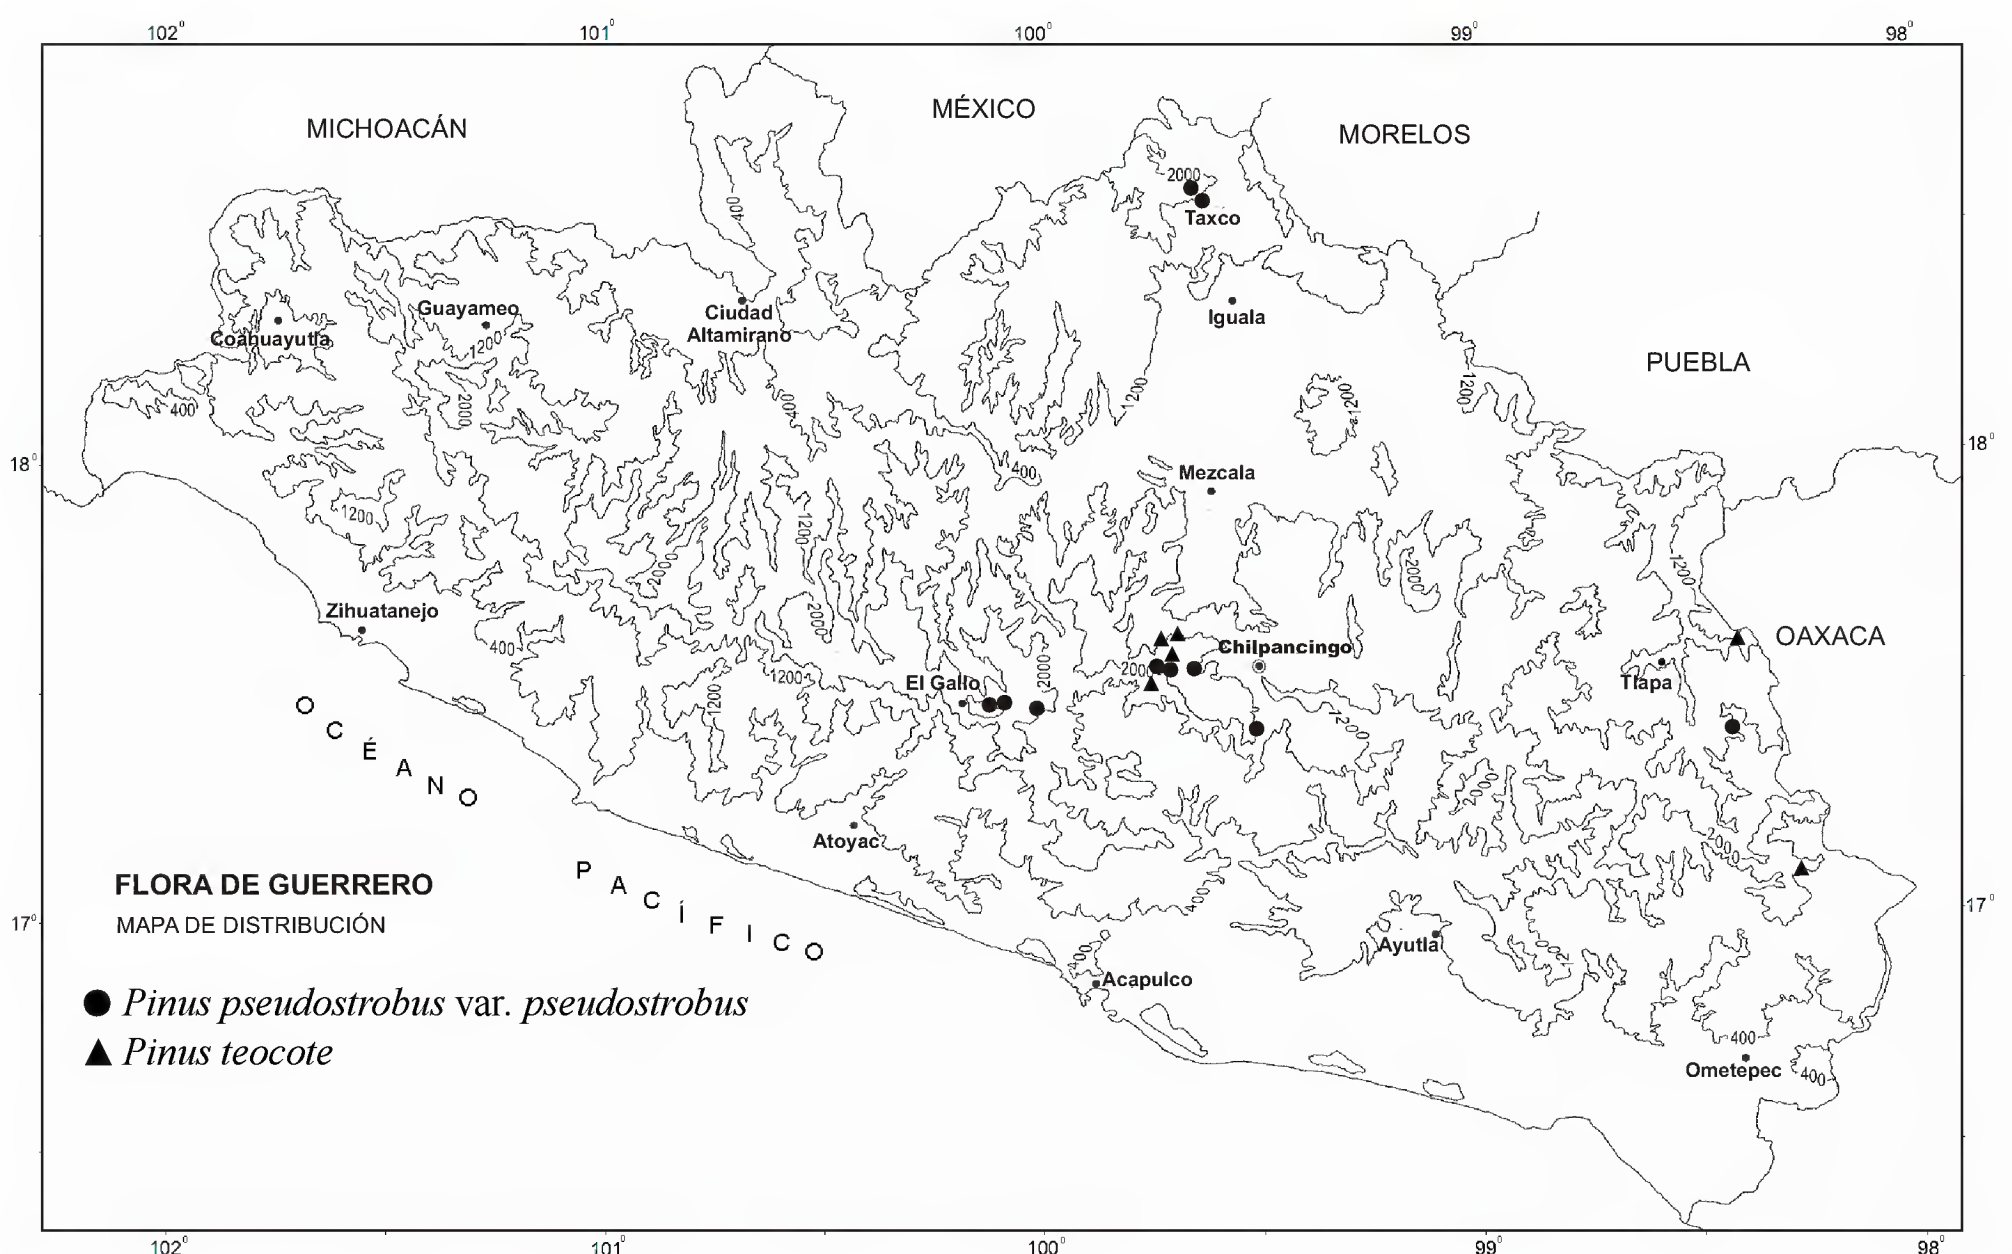 102° 101° 100° 99° 98°
MICHOACÁN
MÉXICO
MORELOS
2000
Taxco
400
Guayameo
Ciudad
Altamirano
Iguala
Coahuayutla
1200
PUEBLA
400
2000
400
1200
1200
1200
18°
400
Mezcala
18°
1200
1200
2000
2000
1200
2000
Zihuatanejo
400
Chilpancingo
OAXACA
2000
2000
El Gallo
1200
1200
Tlapa
1200
OCÉANO
Atoyac
2000
PACÍFICO
400
FLORA DE GUERRERO
17°
MAPA DE DISTRIBUCIÓN
17°
Ayutla
400
Acapulco
Pinus pseudostrobus var. pseudostrobus
Pinus teocote
400
Ometepec
400
102° 101° 100° 99° 98°